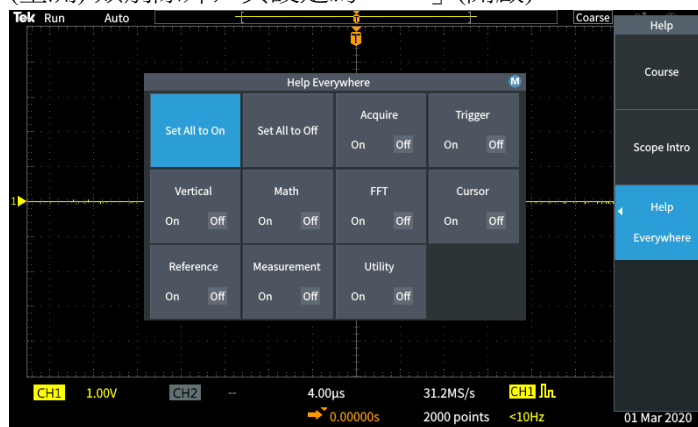 Tek Run Auto Coarse
Help
Help Everywhere M
Course
Set All to On Set All to Off Acquire Trigger
On Off On Off
Scope Intro
Vertical Math FFT Cursor
On Off On Off On Off On Off
Help
Everywhere
Reference Measurement Utility
On Off On Off On Off
CH1 1.00V CH2 -- 4.00µs 31.2MS/s CH1
0.00000s 2000 points <10Hz 01 Mar 2020